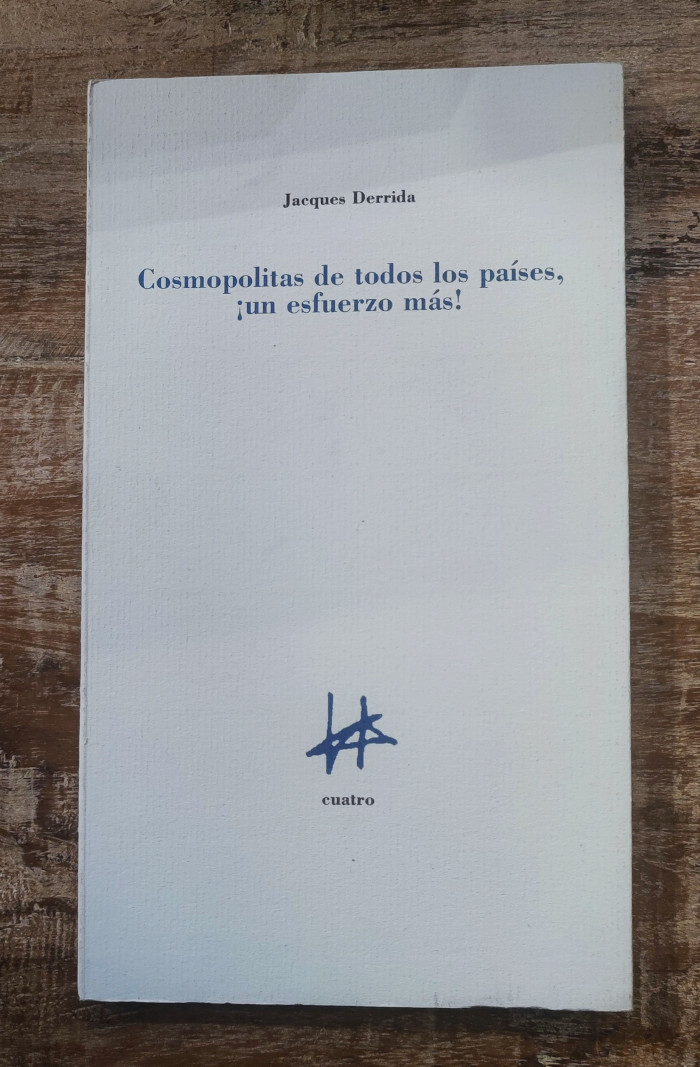 Jacques Derrida
Cosmopolitas de todos los países,
¡un esfuerzo más!
cuatro